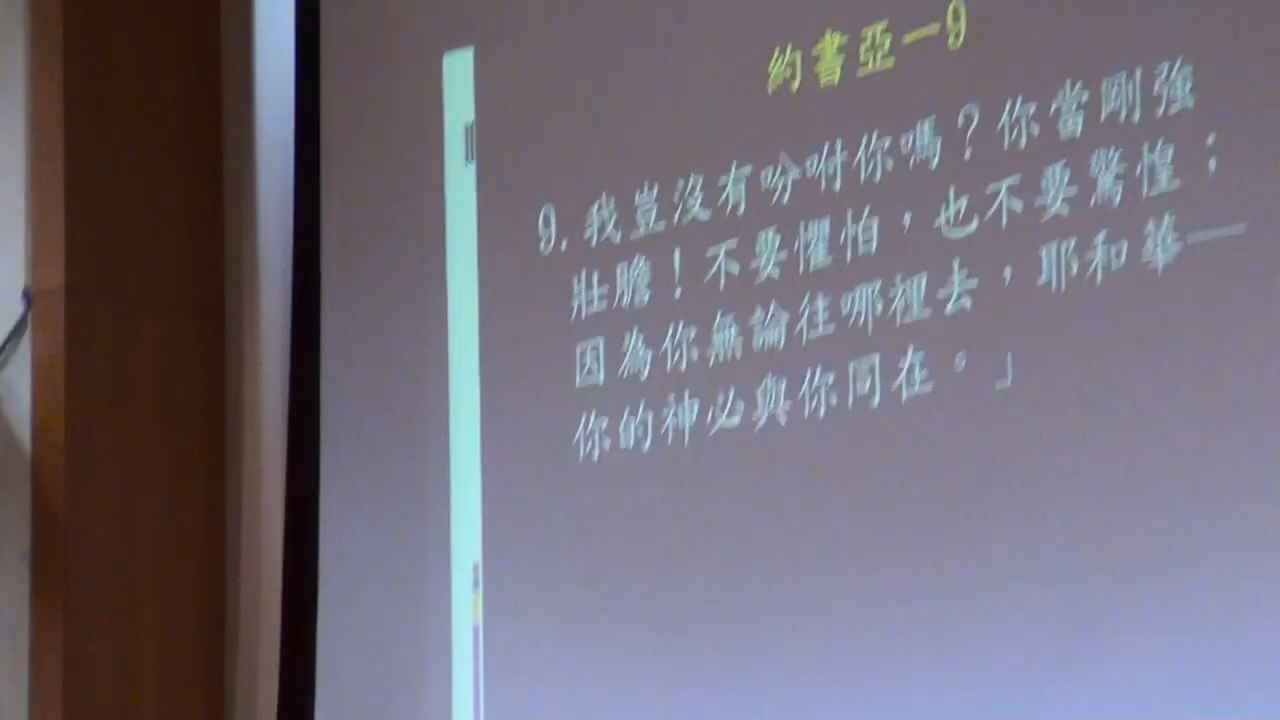 約書亞一9
9. 我豈沒有吩咐你嗎？你當剛強
壯膽！不要懼怕，也不要驚惶；
因為你無論往哪裡去，耶和華—
你的神必與你同在。」